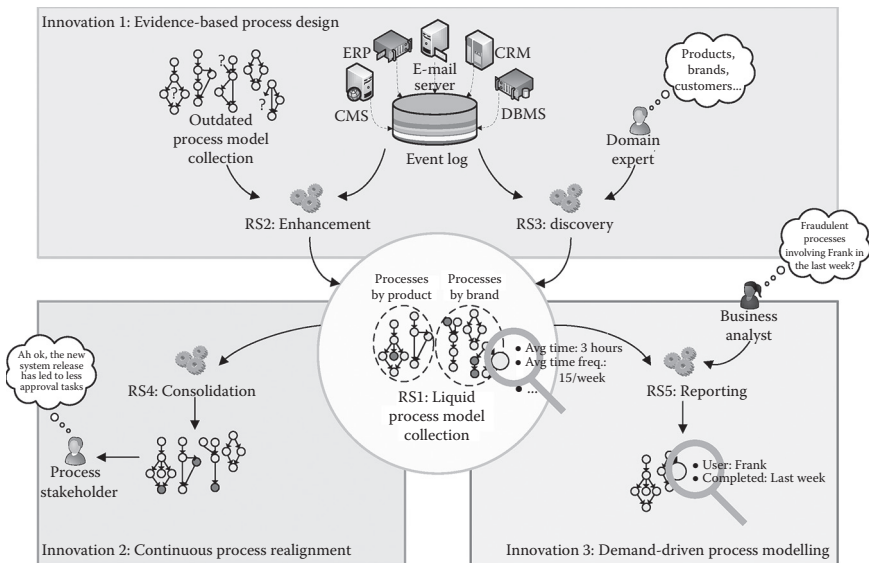 Innovation 1: Evidence-based process design
?
?
?
Outdated
process model
collection
ERP
E-mail
server
CRM
CMS
DBMS
Event log
Products,
brands,
customers...
Domain
expert
RS2: Enhancement
RS3: discovery
Fraudulent
processes
involving Frank in
the last week?
Business
analyst
Processes
by product
Processes
by brand
• Avg time: 3 hours
• Avg time freq.:
15/week
• ...
RS1: Liquid
process model
collection
Ah ok, the new
system release
has led to less
approval tasks
RS4: Consolidation
Process
stakeholder
Innovation 2: Continuous process realignment
RS5: Reporting
• User: Frank
• Completed: Last week
Innovation 3: Demand-driven process modelling